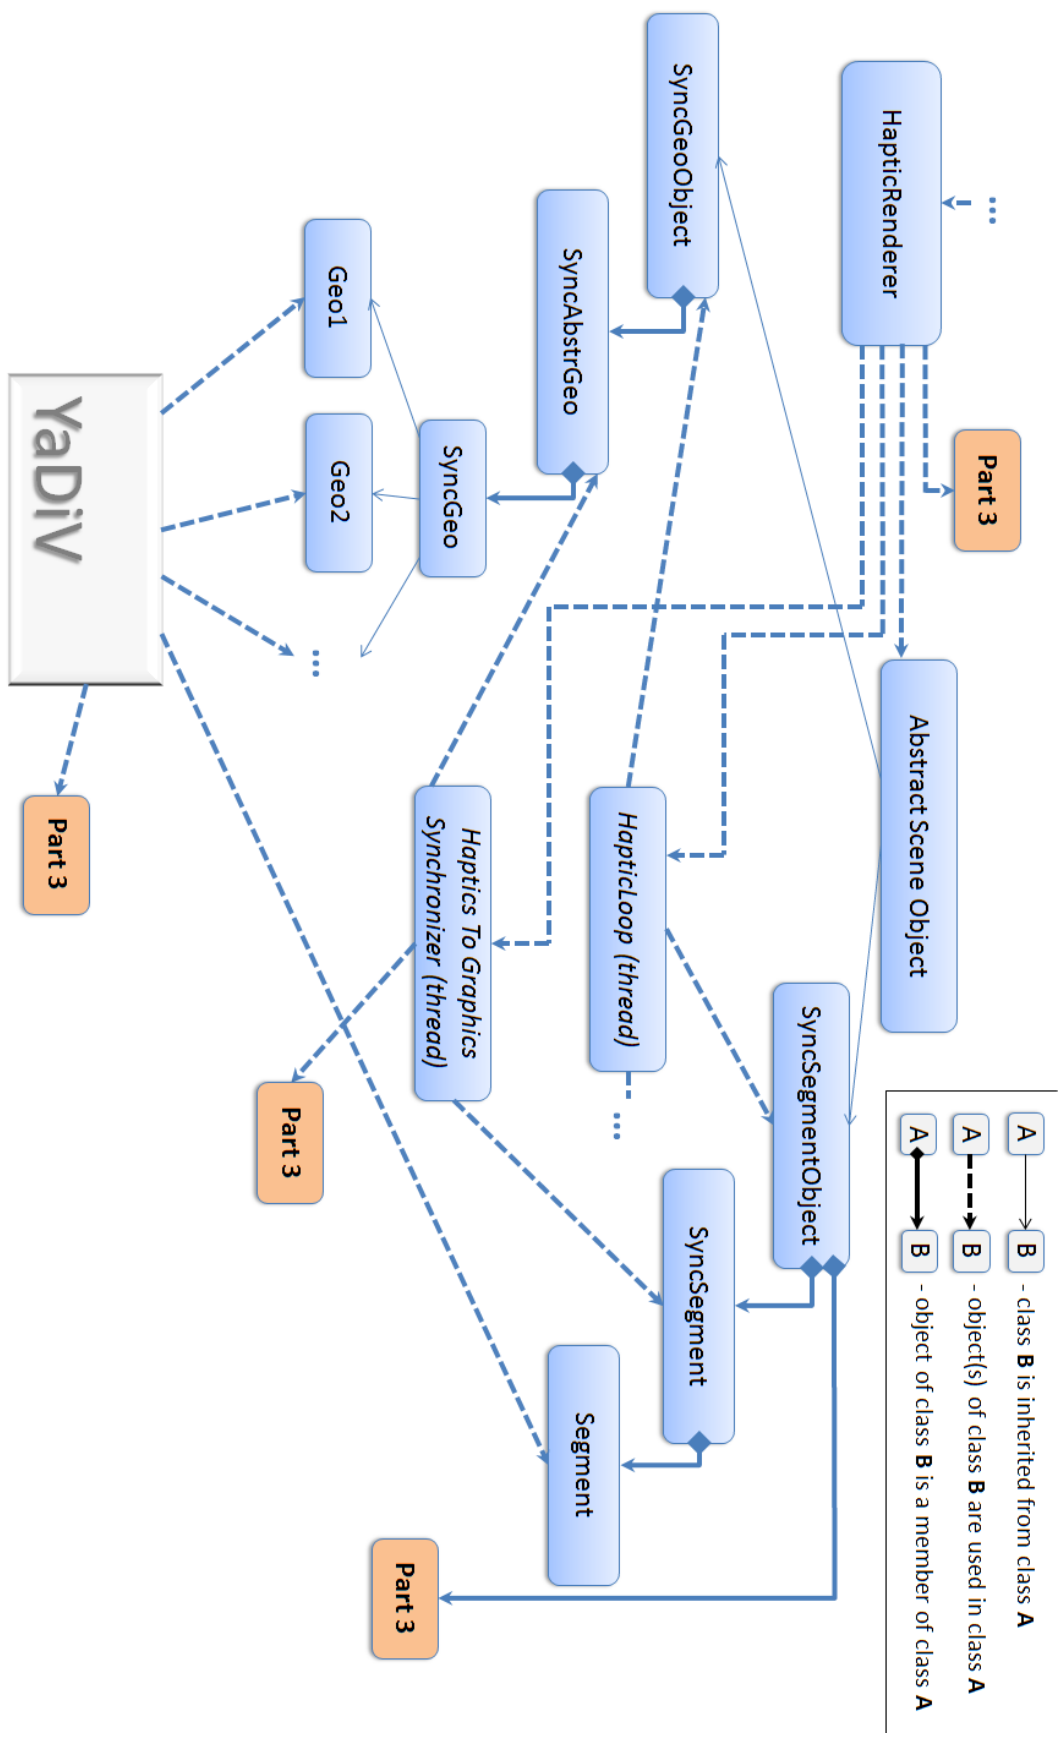 ...
HapticRenderer
Part 3
Abstract Scene Object
A
B
- class B is inherited from class A
A
B
- object(s) of class B are used in class A
A
B
- object of class B is a member of class A
SyncGeoObject
SyncSegmentObject
SyncAbstrGeo
HapticLoop (thread)
...
SyncSegment
Geo1
Geo2
SyncGeo
...
Haptics To Graphics
Synchronizer (thread)
Segment
Part 3
Part 3
YaDiV
Part 3